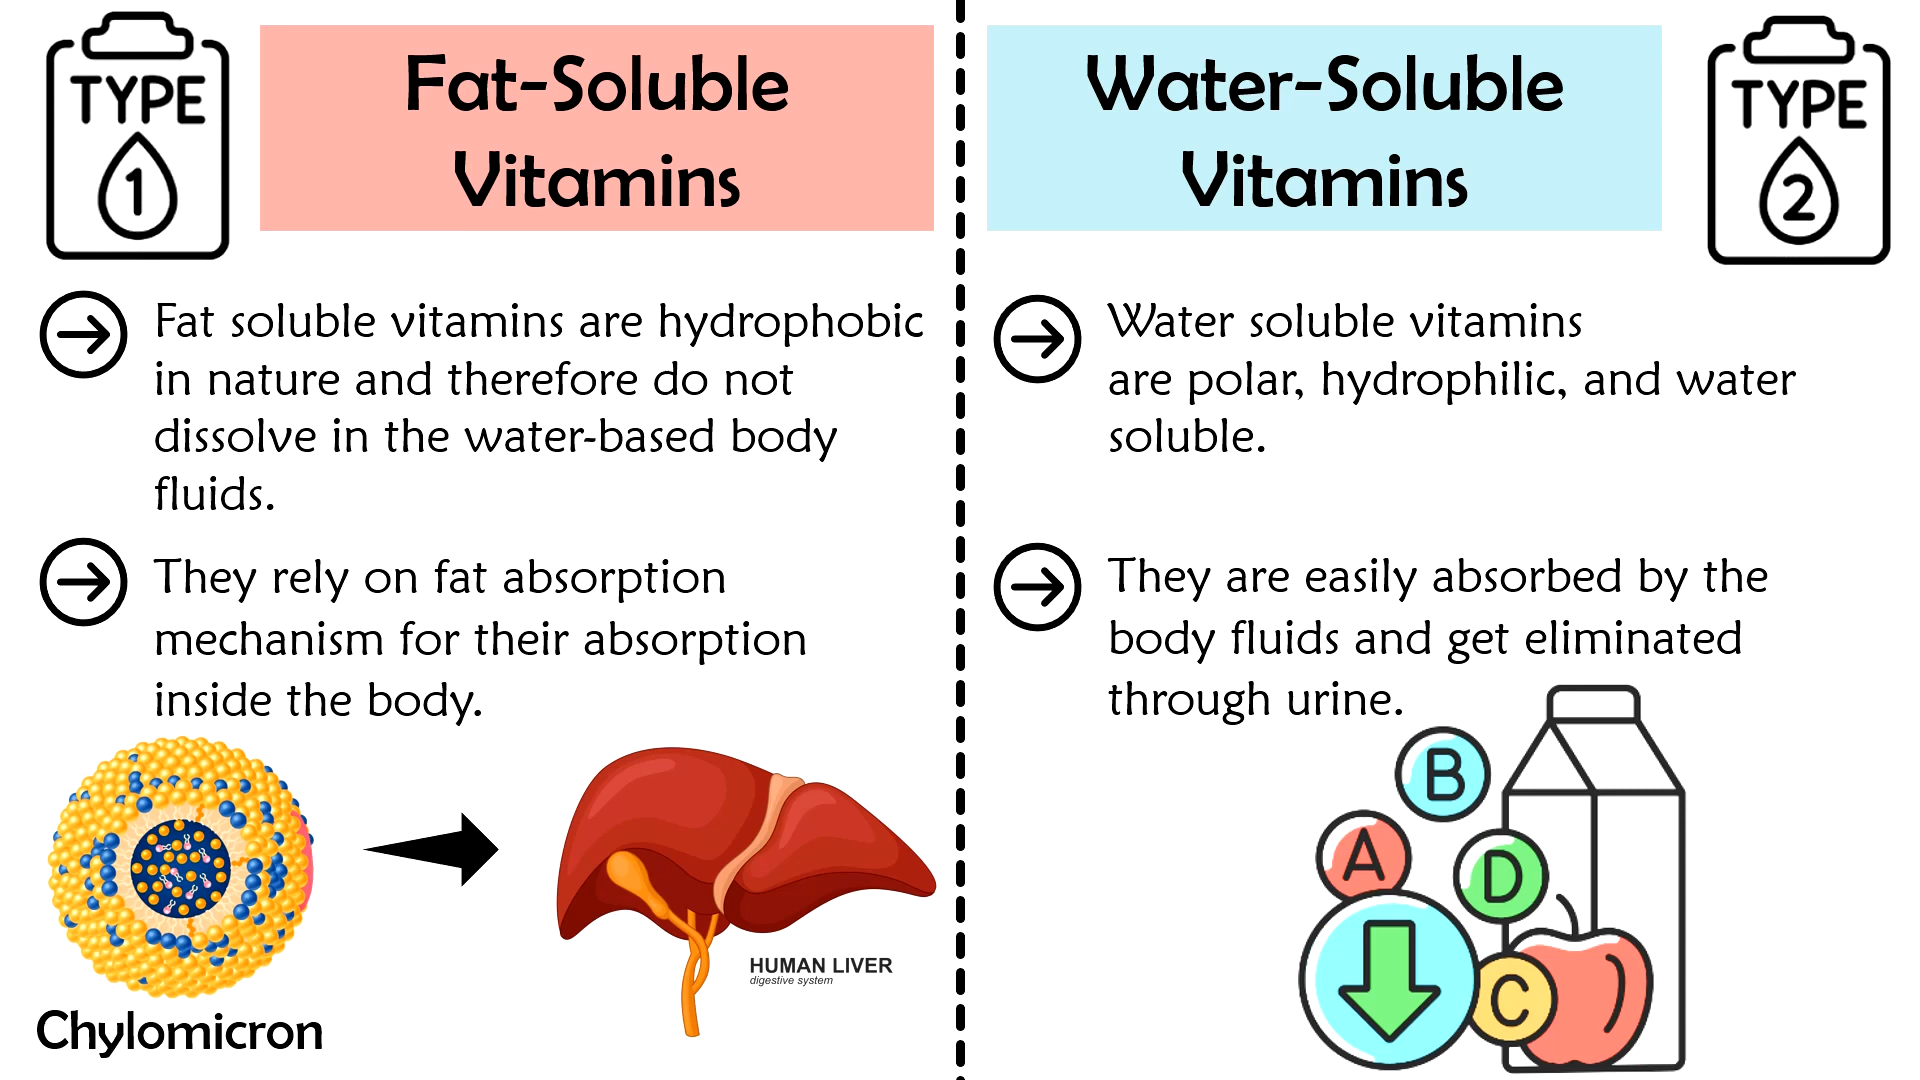 TYPE
1
Fat-Soluble
Vitamins
Fat soluble vitamins are hydrophobic
in nature and therefore do not
dissolve in the water-based body
fluids.
They rely on fat absorption
mechanism for their absorption
inside the body.
Chylomicron
HUMAN LIVER
digestive system
Water-Soluble
Vitamins
TYPE
2
Water soluble vitamins
are polar, hydrophilic, and water
soluble.
They are easily absorbed by the
body fluids and get eliminated
through urine.
B
A
D
C